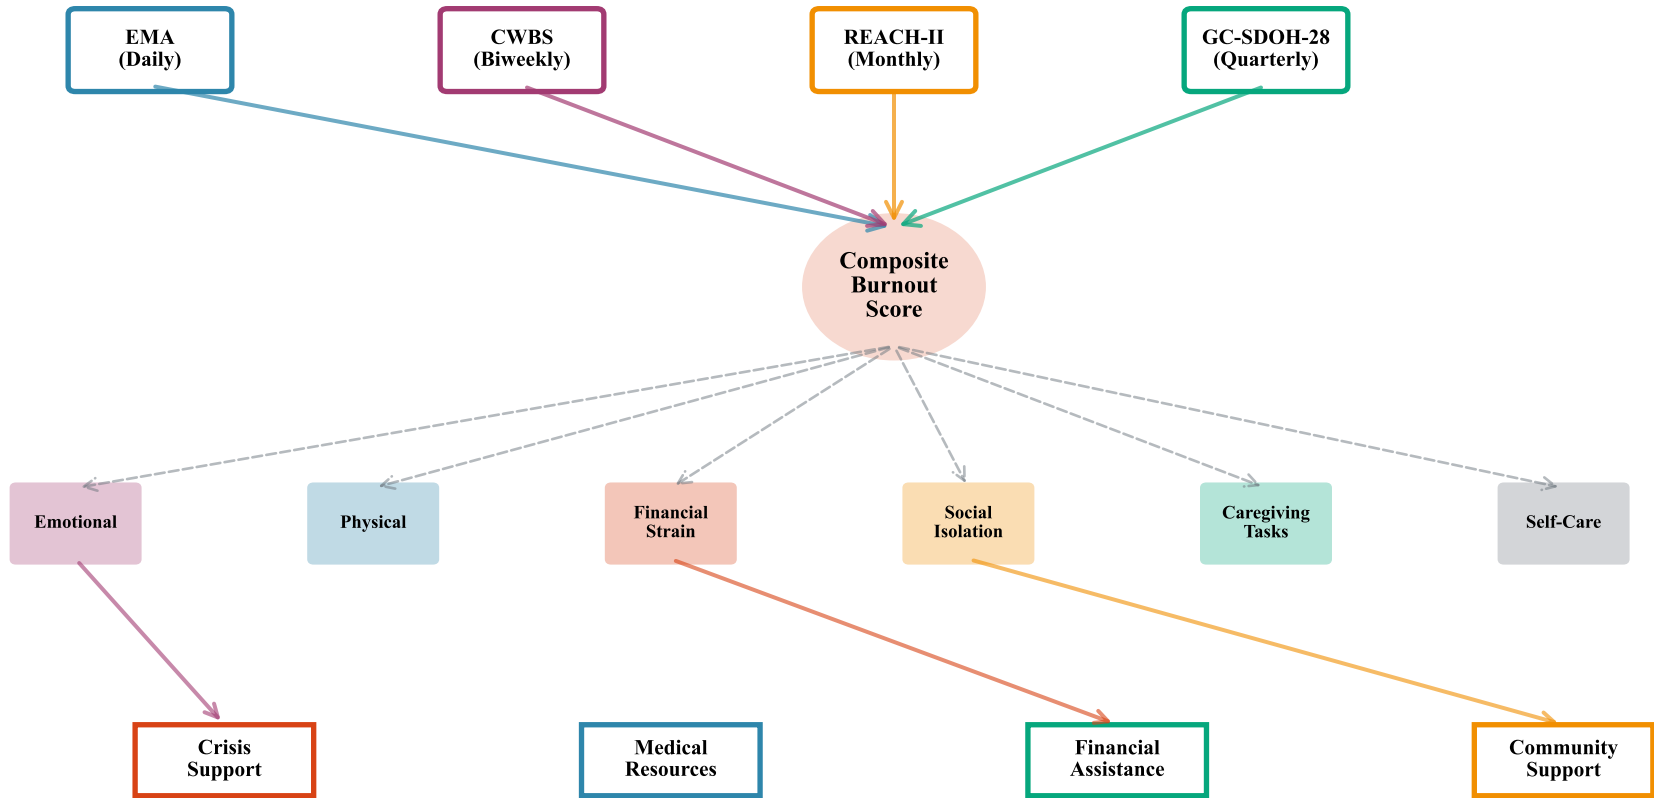 EMA
(Daily)
CWBS
(Biweekly)
REACH-II
(Monthly)
GC-SDOH-28
(Quarterly)
Composite
Burnout
Score
Emotional
Physical
Financial
Strain
Social
Isolation
Caregiving
Tasks
Self-Care
Crisis
Support
Medical
Resources
Financial
Assistance
Community
Support